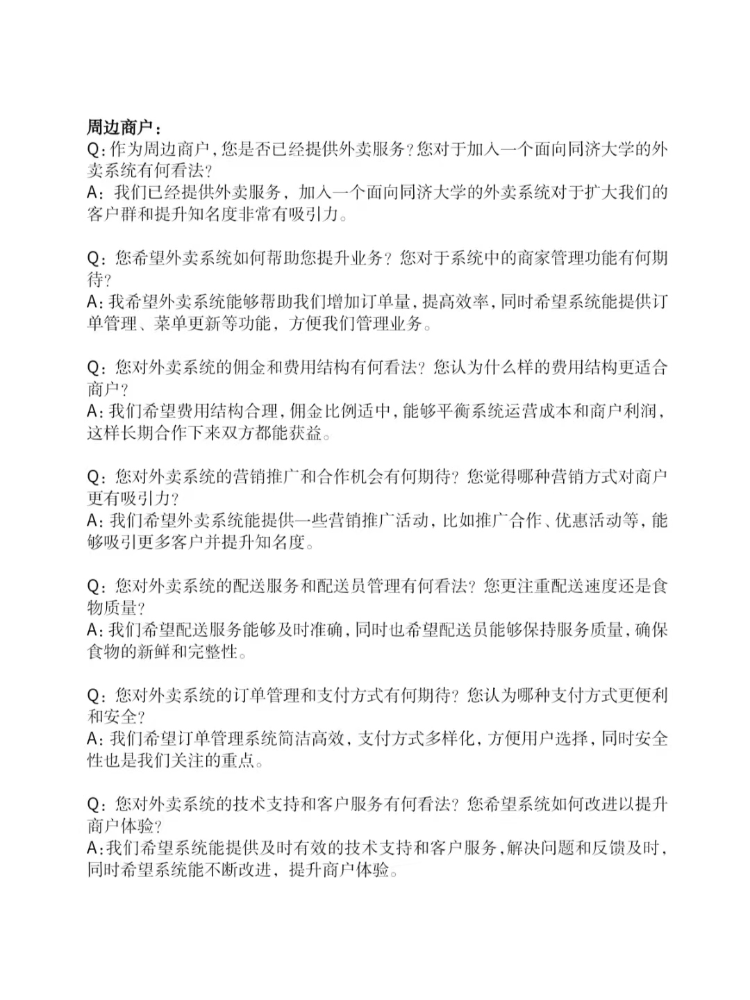 周边商户：
Q：作为周边商户，您是否已经提供外卖服务？您对于加入一个面向同济大学的外
卖系统有何看法？
A：我们已经提供外卖服务，加入一个面向同济大学的外卖系统对于扩大我们的
客户群和提升知名度非常有吸引力。
Q：您希望外卖系统如何帮助您提升业务？您对于系统中的商家管理功能有何期
待？
A：我希望外卖系统能够帮助我们增加订单量，提高效率，同时希望系统能提供订
单管理、菜单更新等功能，方便我们管理业务。
Q：您对外卖系统的佣金和费用结构有何看法？您认为什么样的费用结构更适合
商户？
A：我们希望费用结构合理，佣金比例适中，能够平衡系统运营成本和商户利润，
这样长期合作下来双方都能获益。
Q：您对外卖系统的营销推广和合作机会有何期待？您觉得哪种营销方式对商户
更有吸引力？
A：我们希望外卖系统能提供一些营销推广活动，比如推广合作、优惠活动等，能
够吸引更多客户并提升知名度。
Q：您对外卖系统的配送服务和配送员管理有何看法？您更注重配送速度还是食
物质量？
A：我们希望配送服务能够及时准确，同时也希望配送员能够保持服务质量，确保
食物的新鲜和完整性。
Q：您对外卖系统的订单管理和支付方式有何期待？您认为哪种支付方式更便利
和安全？
A：我们希望订单管理系统简洁高效，支付方式多样化，方便用户选择，同时安全
性也是我们关注的重点。
Q：您对外卖系统的技术支持和客户服务有何看法？您希望系统如何改进以提升
商户体验？
A：我们希望系统能提供及时有效的技术支持和客户服务，解决问题和反馈及时，
同时希望系统能不断改进，提升商户体验。